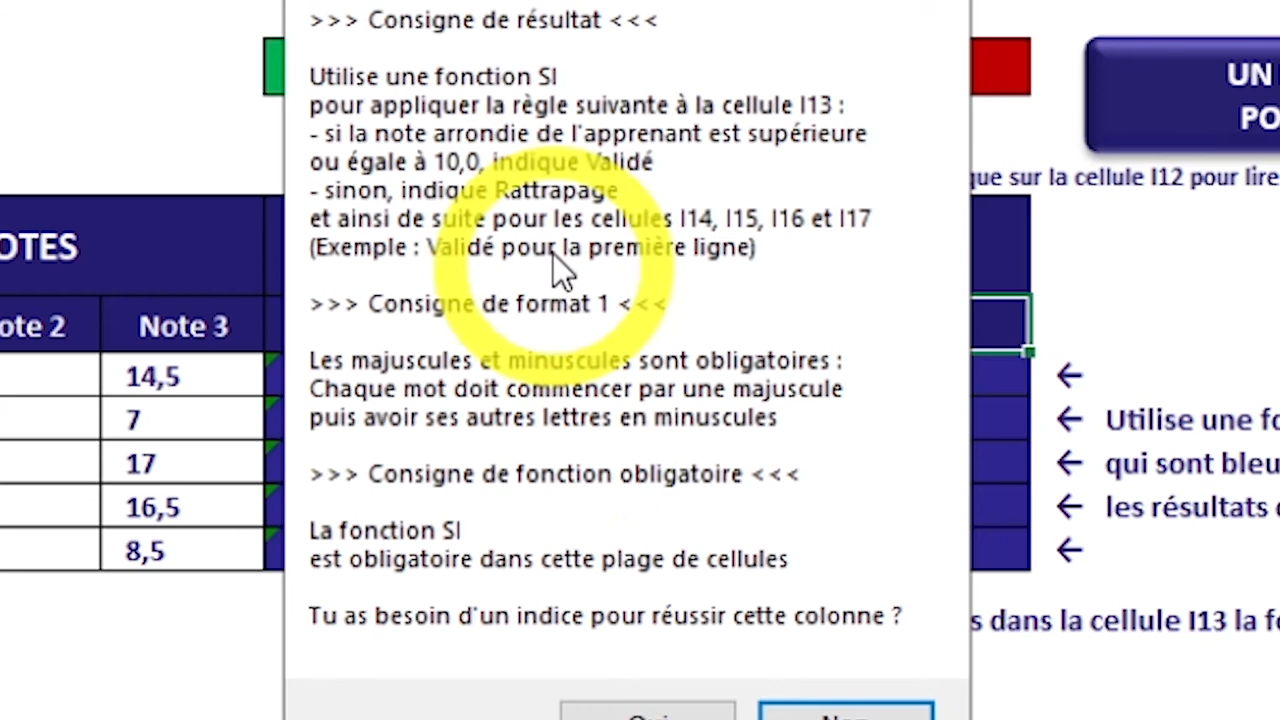 >>> Consigne de résultat <<<
Utilise une fonction SI
pour appliquer la règle suivante à la cellule I13 :
- si la note arrondie de l'apprenant est supérieure
ou égale à 10,0, indique Validé
- sinon, indique Rattrapage
et ainsi de suite pour les cellules I14, I15, I16 et I17
(Exemple : Validé pour la première ligne)
>>> Consigne de format 1 <<<
Les majuscules et minuscules sont obligatoires :
Chaque mot doit commencer par une majuscule
puis avoir ses autres lettres en minuscules
>>> Consigne de fonction obligatoire <<<
La fonction SI
est obligatoire dans cette plage de cellules
Tu as besoin d'un indice pour réussir cette colonne ?
UN
PO
que sur la cellule I12 pour lire
OTES
ote 2 Note 3
14,5
7
17
16,5
8,5
←
← Utilise une fo
← qui sont bleu
← les résultats
←
s dans la cellule I13 la fo